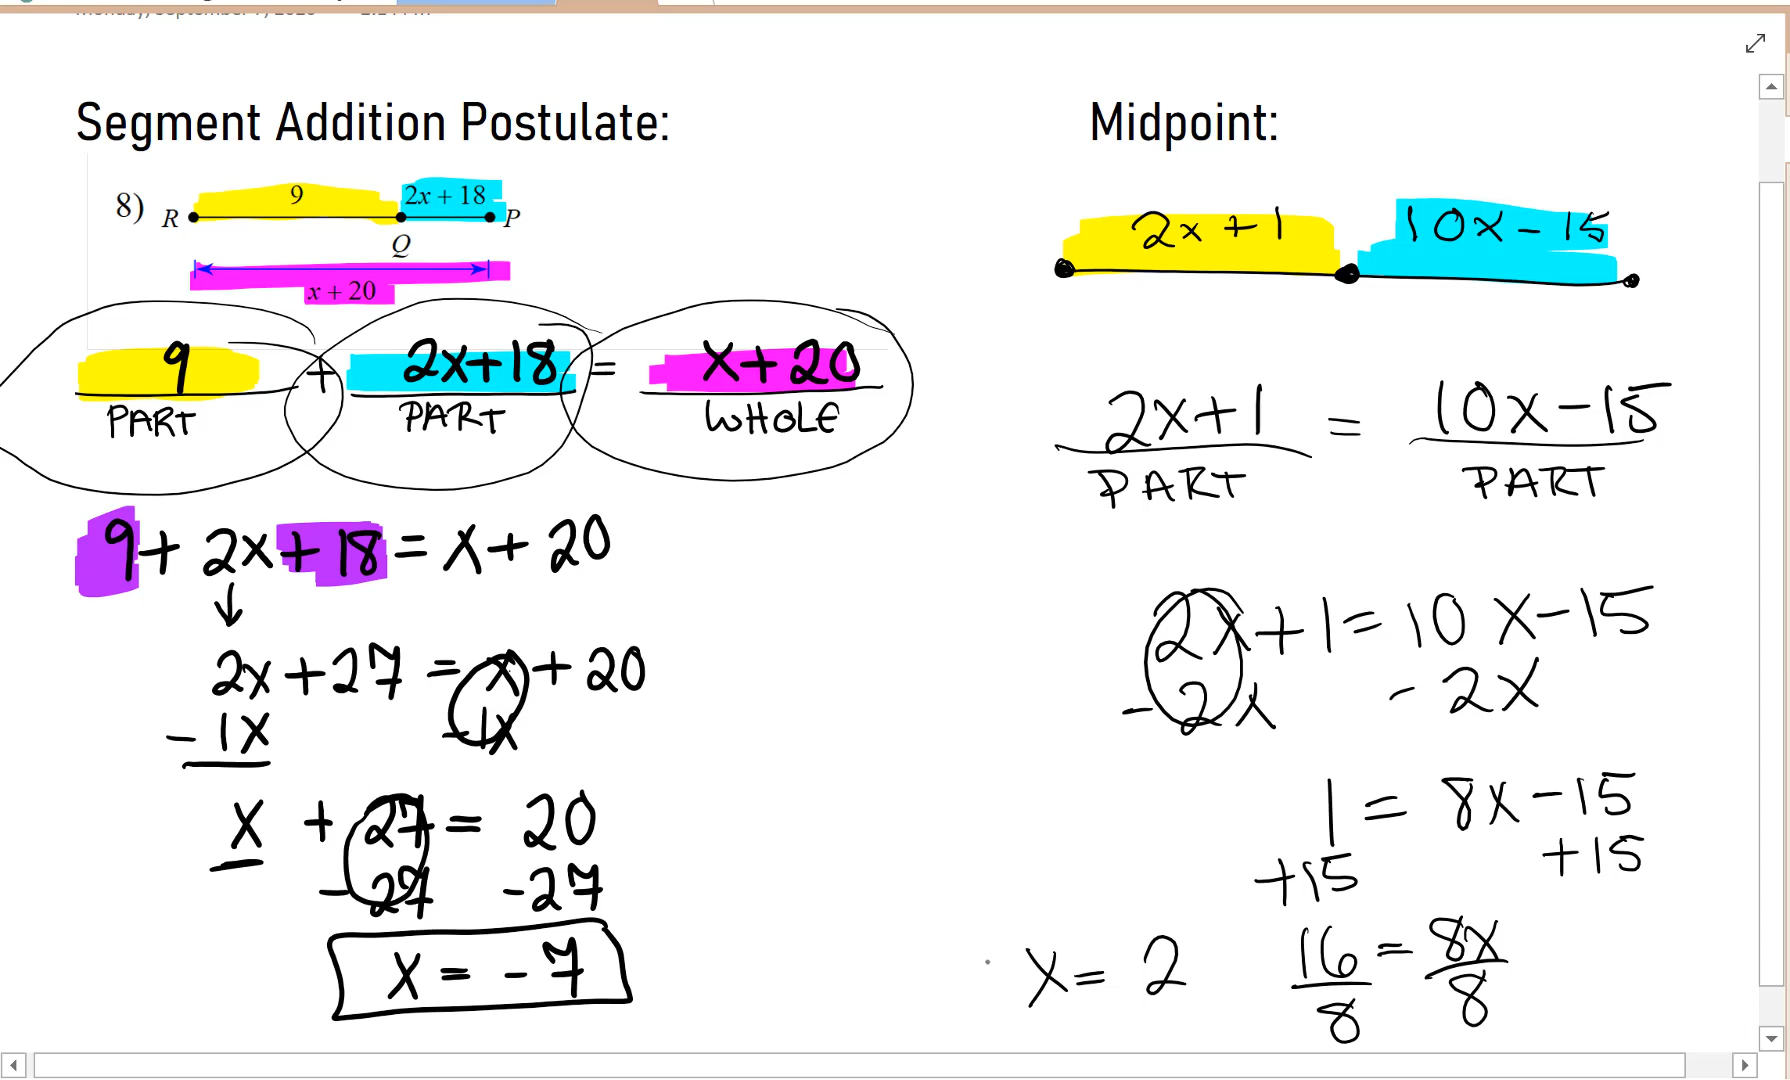 Segment Addition Postulate:
8) R 9 2x + 18 P
Q
x + 20
9 + 2x+18 = x+20
PART PART WHOLE
9 + 2x + 18 = x + 20
2x + 27 = x + 20
- 1x - 1x
x + 27 = 20
- 27 - 27
x = - 7
Midpoint:
2x + 1 10x - 15
2x+1 = 10x-15
PART PART
2x+1 = 10x-15
- 2x - 2x
1 = 8x - 15
+15 +15
16 = 8x
8 8
x = 2